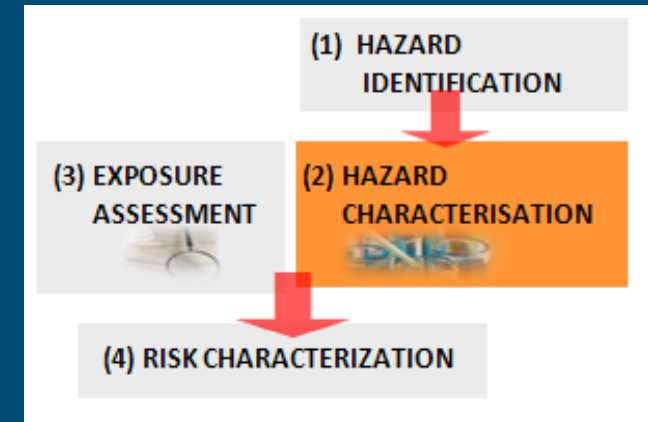 (1) HAZARD
IDENTIFICATION
(3) EXPOSURE
ASSESSMENT
(2) HAZARD
CHARACTERISATION
(4) RISK CHARACTERIZATION